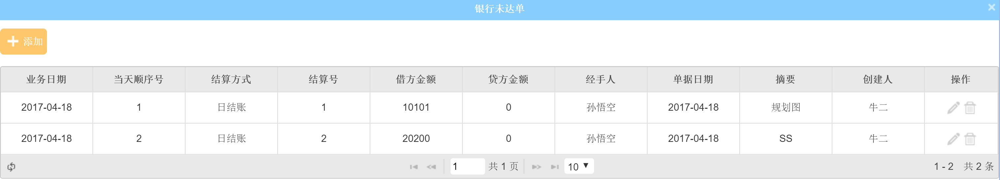 银行未达单
添加
业务日期 当天顺序号 结算方式 结算号 借方金额 贷方金额 经手人 单据日期 摘要 创建人 操作
2017-04-18 1 日结账 1 10101 0 孙悟空 2017-04-18 规划图 牛二
2017-04-18 2 日结账 2 20200 0 孙悟空 2017-04-18 SS 牛二
1 共 1 页 10 1 - 2 共 2 条